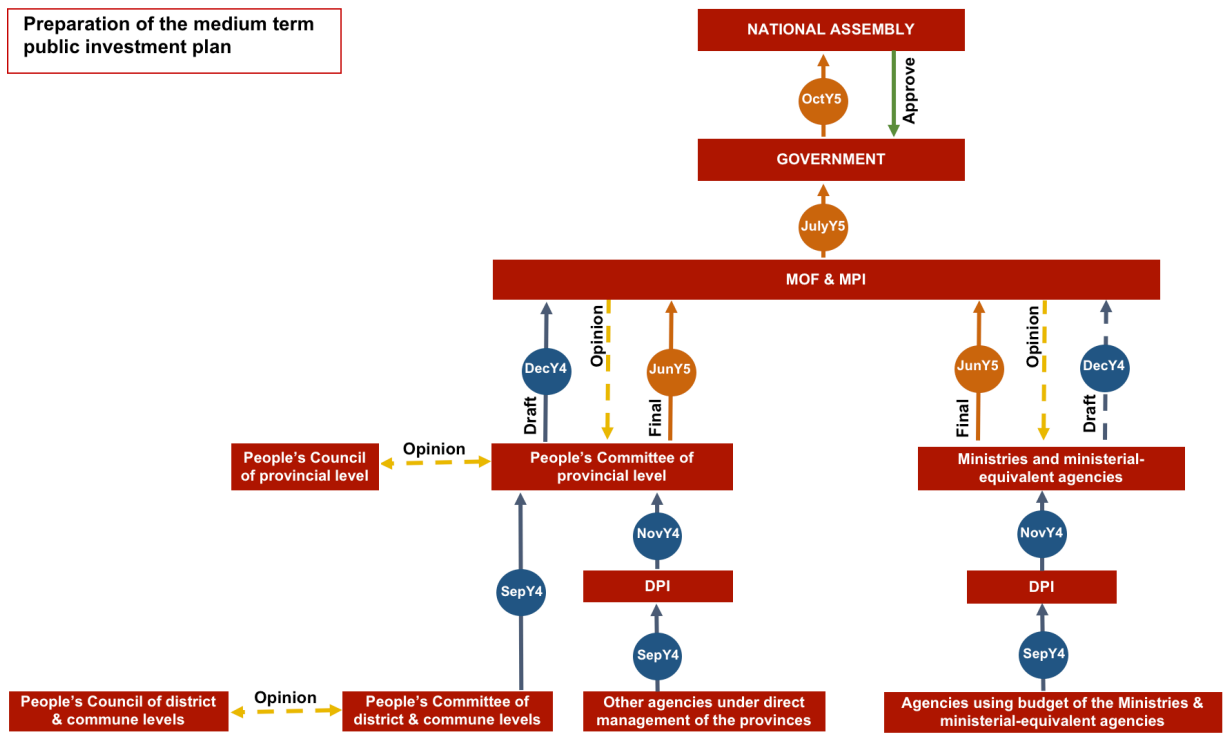 Preparation of the medium term
public investment plan
NATIONAL ASSEMBLY
OctY5
Approve
GOVERNMENT
JulyY5
MOF & MPI
DecY4
Draft
Opinion
JunY5
Final
JunY5
Final
Opinion
DecY4
Draft
People’s Council
of provincial level
Opinion
People’s Committee of
provincial level
Ministries and ministerial-
equivalent agencies
NovY4
NovY4
DPI
DPI
SepY4
SepY4
SepY4
People’s Council of district
& commune levels
Opinion
People’s Committee of
district & commune levels
Other agencies under direct
management of the provinces
Agencies using budget of the Ministries &
ministerial-equivalent agencies